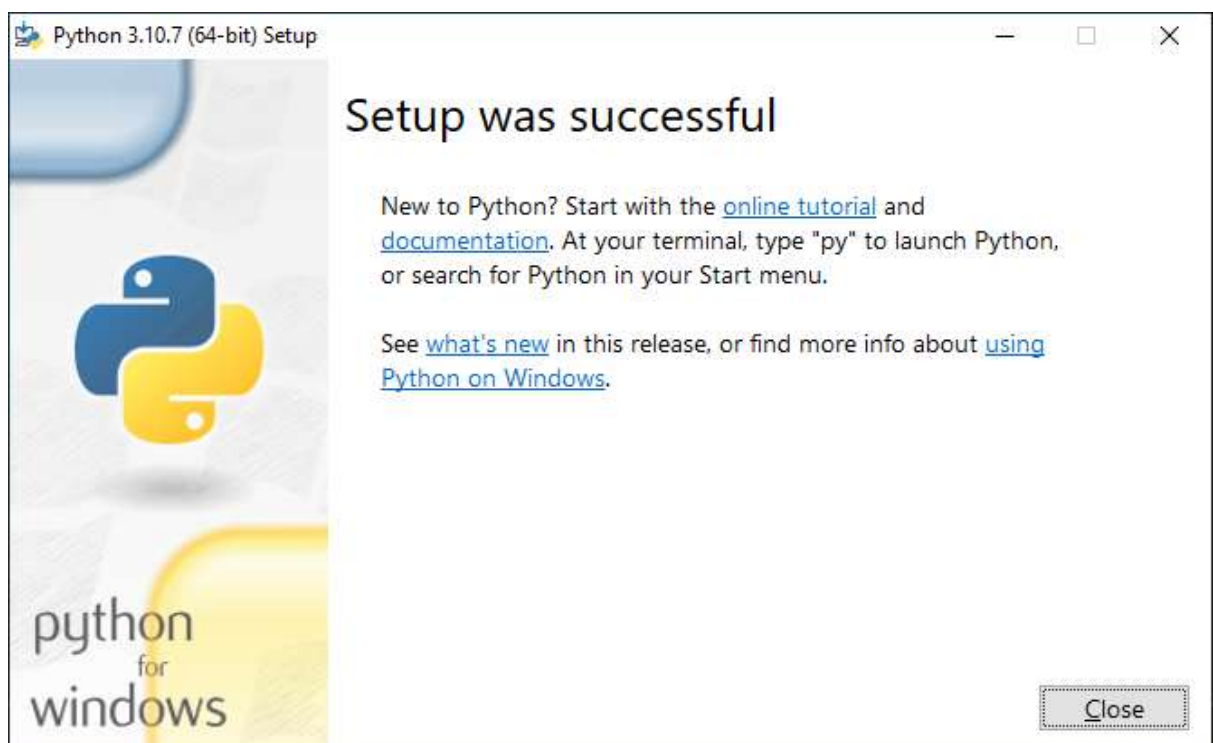 Python 3.10.7 (64-bit) Setup
Setup was successful
New to Python? Start with the online tutorial and
documentation. At your terminal, type "py" to launch Python,
or search for Python in your Start menu.
See what's new in this release, or find more info about using
Python on Windows.
python
for
windows
Close